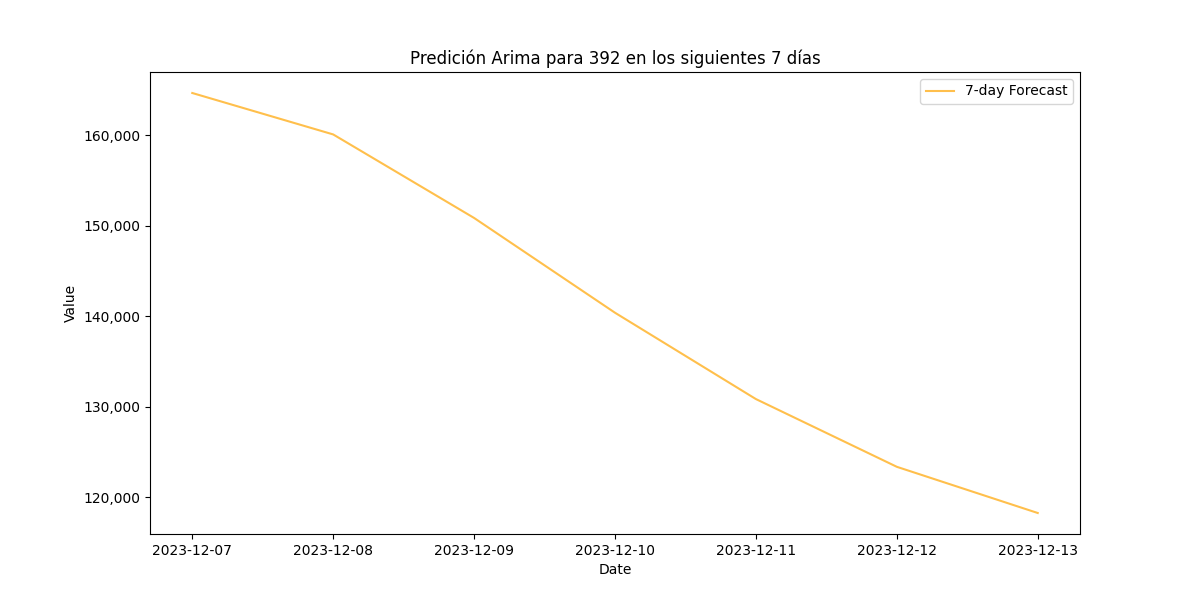 Predición Arima para 392 en los siguientes 7 días
7-day Forecast
Value
160,000
150,000
140,000
130,000
120,000
2023-12-07 2023-12-08 2023-12-09 2023-12-10 2023-12-11 2023-12-12 2023-12-13
Date